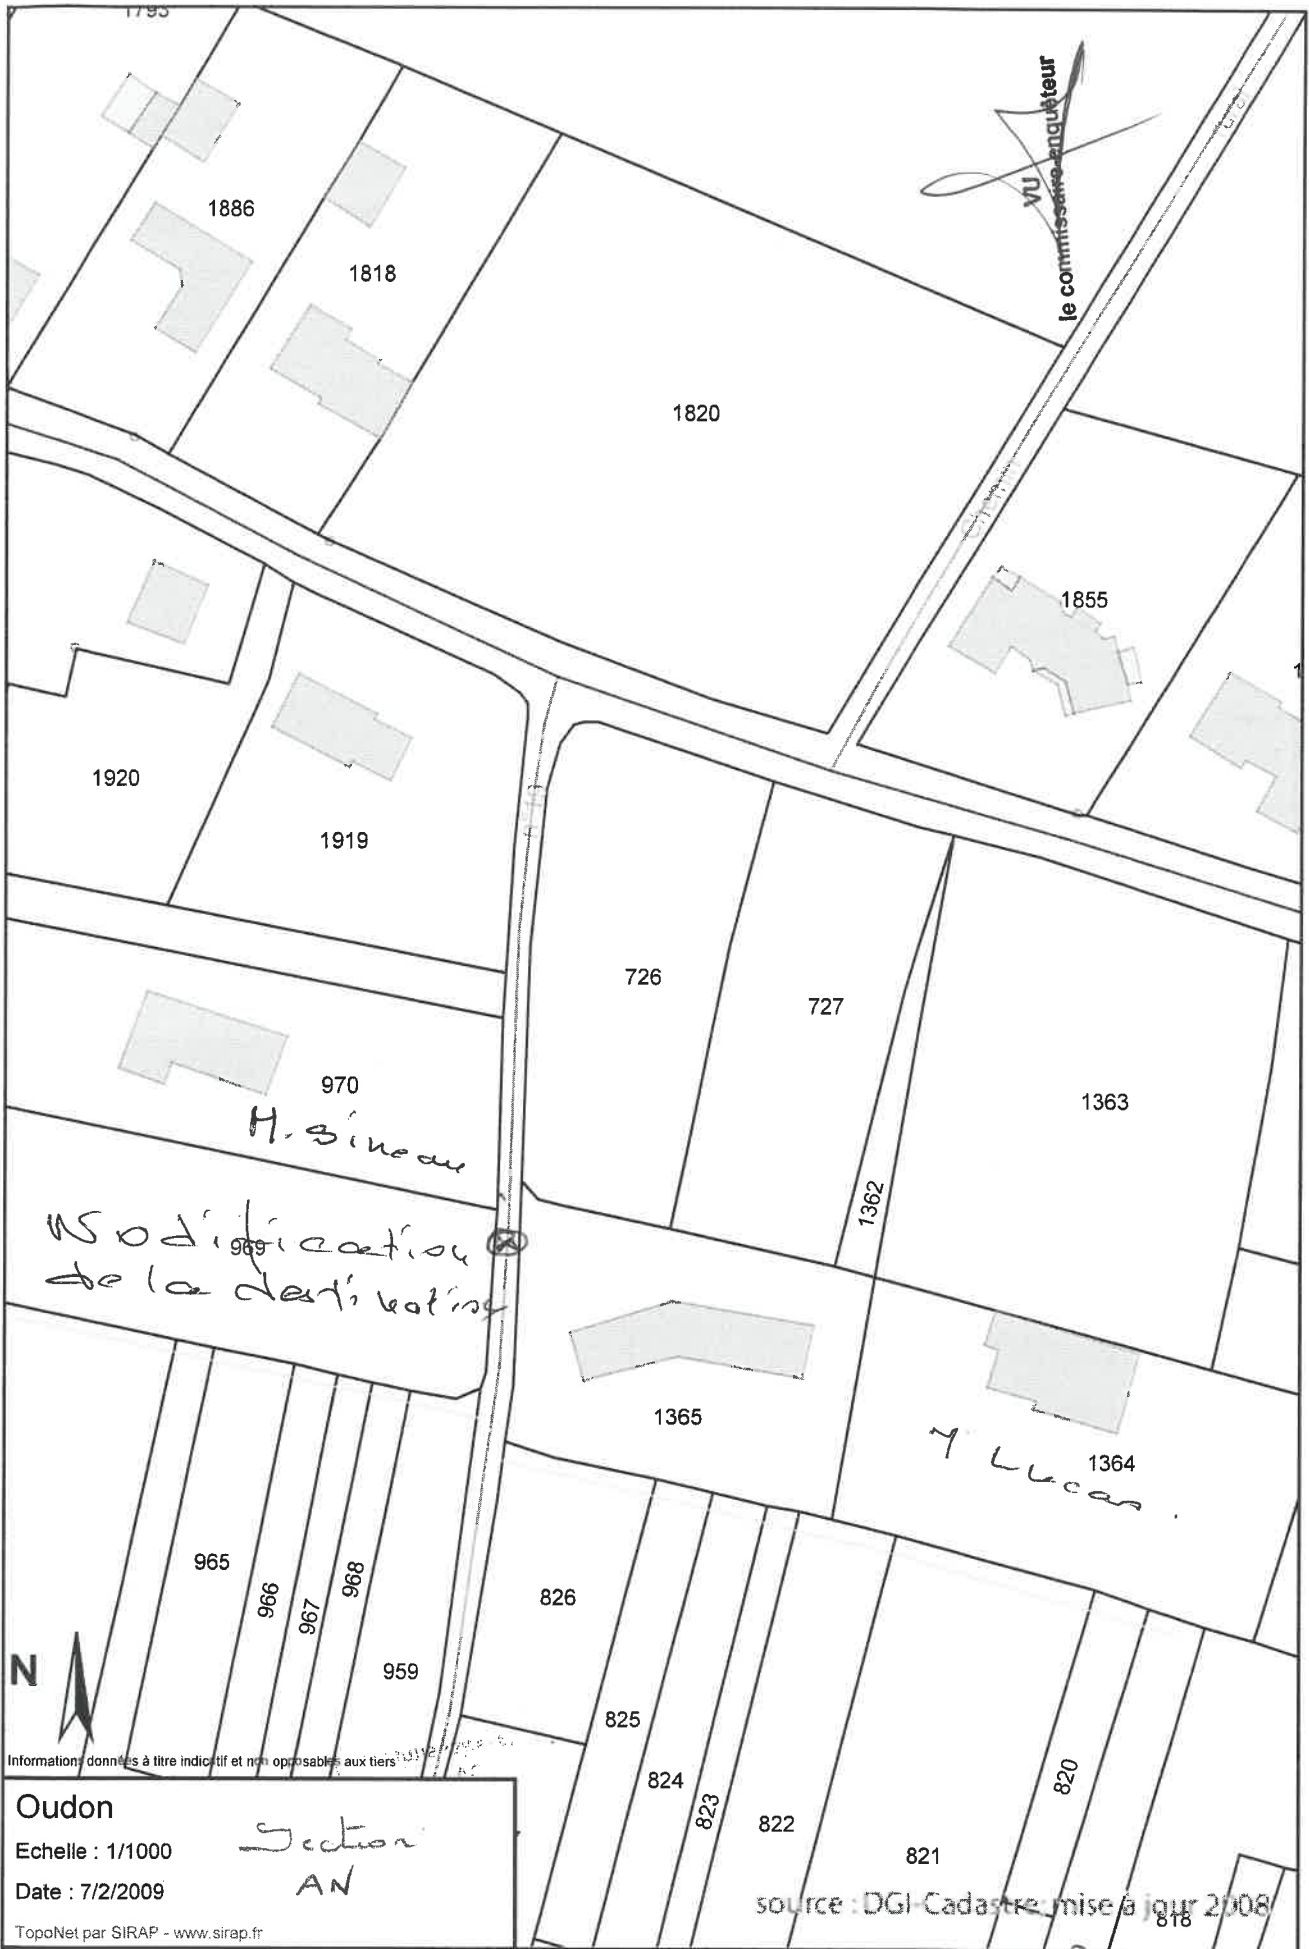 1793
VU
le commissaire-enquêteur
1886
1818
1820
Chemin
1855
1920
1919
726
727
1362
1363
970
M. Sineau
Modification
969
de la destination
1365
M Lucas.
1364
965
966
967
968
959
826
825
824
823
822
821
820
818
N
Informations données à titre indicatif et non opposables aux tiers
Oudon
Echelle : 1/1000
Section
AN
Date : 7/2/2009
TopoNet par SIRAP - www.sirap.fr
source : DGI-Cadastre: mise à jour 2008